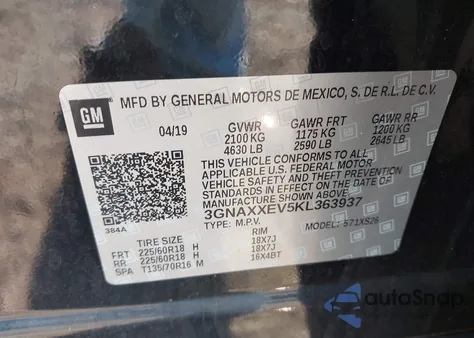 GM MFD BY GENERAL MOTORS DE MEXICO, S. DE R.L. DE C.V.
04/19 GVWR GAWR FRT GAWR RR
2100 KG 1175 KG 1200 KG
4630 LB 2590 LB 2645 LB
THIS VEHICLE CONFORMS TO ALL
APPLICABLE U.S. FEDERAL MOTOR
VEHICLE SAFETY, BUMPER, AND THEFT PREVENTION
STANDARDS IN EFFECT ON THE DATE OF
MANUFACTURE SHOWN ABOVE.
3GNAXXEV5KL363937
384A TYPE: M.P.V. MODEL: 571XS26
TIRE SIZE RIM
FRT 225/60R18 H 18X7J
RR 225/60R18 H 18X7J
SPA T135/70R16 M 16X4BT
autoSnap